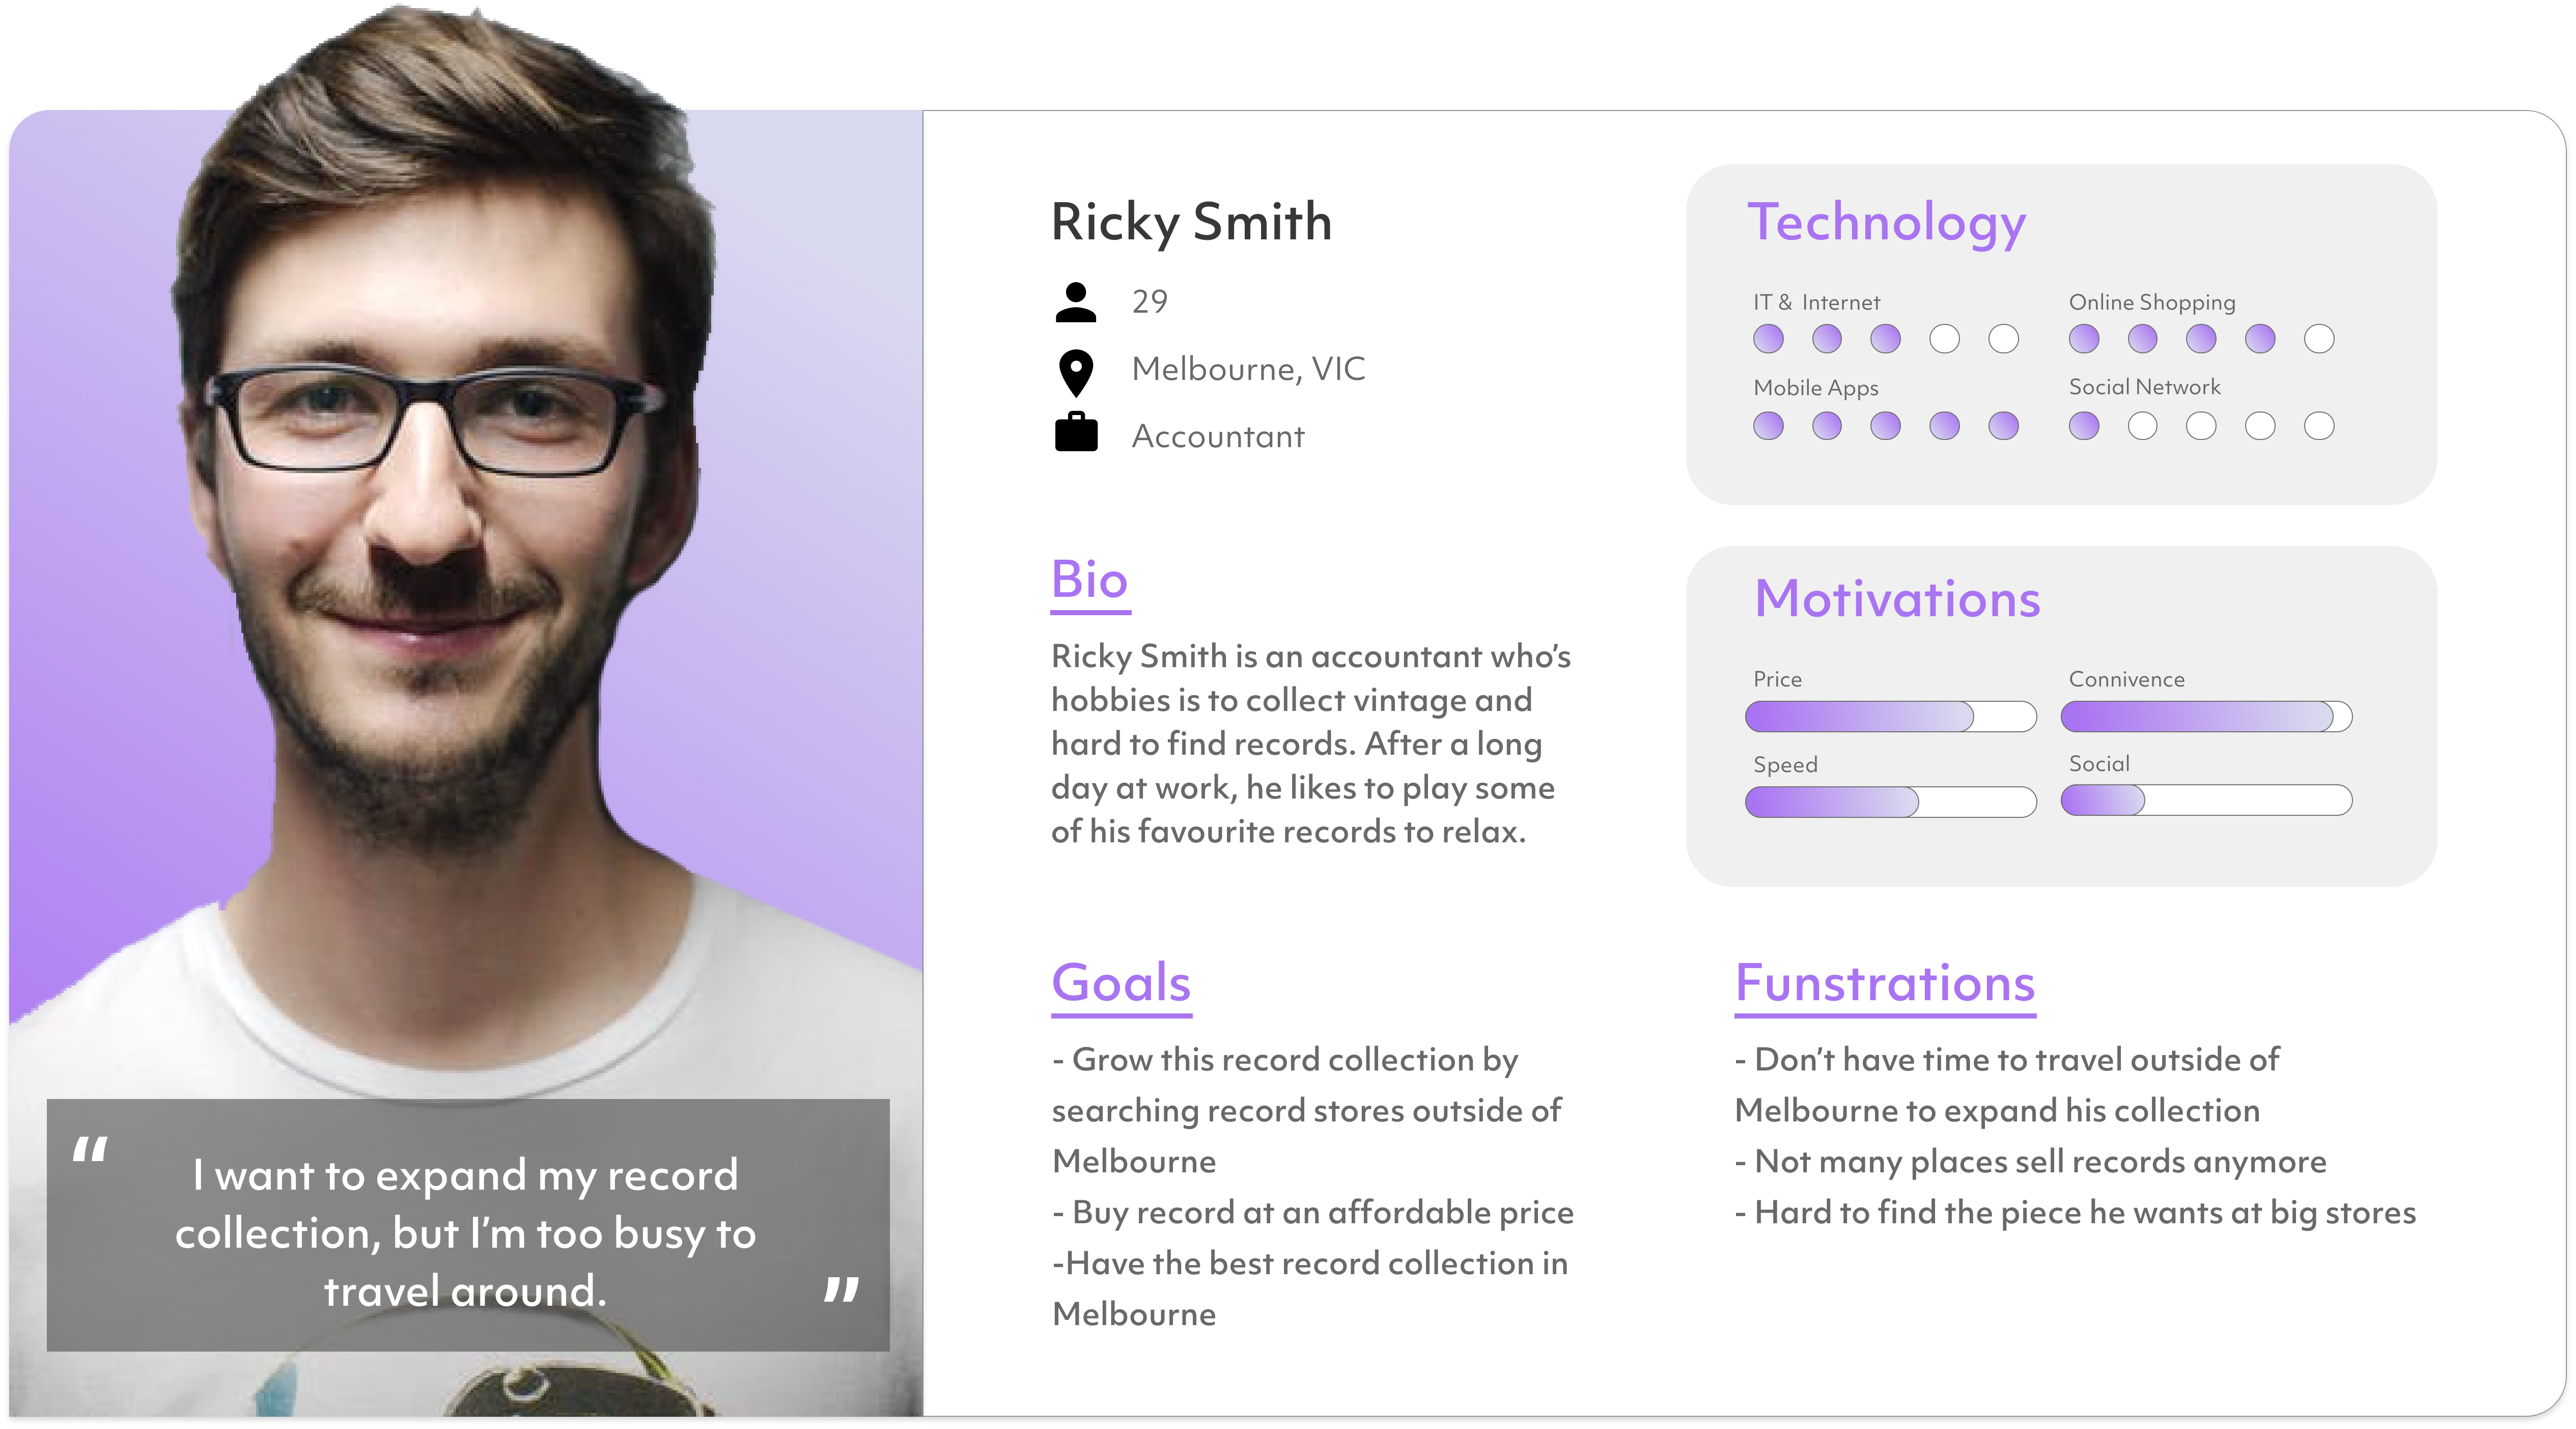 Ricky Smith
29
Melbourne, VIC
Accountant
Bio
Ricky Smith is an accountant who’s
hobbies is to collect vintage and
hard to find records. After a long
day at work, he likes to play some
of his favourite records to relax.
Technology
IT & Internet
Online Shopping
Mobile Apps
Social Network
Motivations
Price
Connivence
Speed
Social
Goals
- Grow this record collection by
searching record stores outside of
Melbourne
- Buy record at an affordable price
-Have the best record collection in
Melbourne
Funstrations
- Don’t have time to travel outside of
Melbourne to expand his collection
- Not many places sell records anymore
- Hard to find the piece he wants at big stores
“
I want to expand my record
collection, but I’m too busy to
travel around.
”